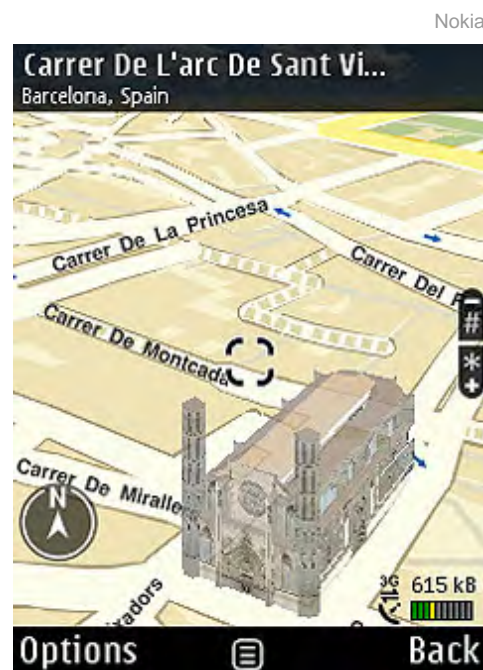 Nokia
Carrer De L'arc De Sant Vi...
Barcelona, Spain
Carrer De La Princesa
Carrer Del
Carrer De Montcada
#
*
+
Carrer De
N
3G
615 kB
Options
Back